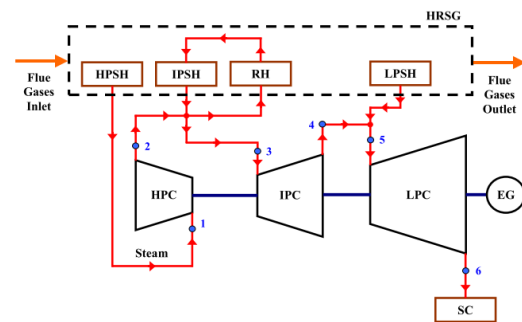 HRSG
Flue
Gases
Inlet
HPSH
IPSH
RH
LPSH
Flue
Gases
Outlet
2
3
4
5
HPC
IPC
LPC
EG
1
Steam
6
SC